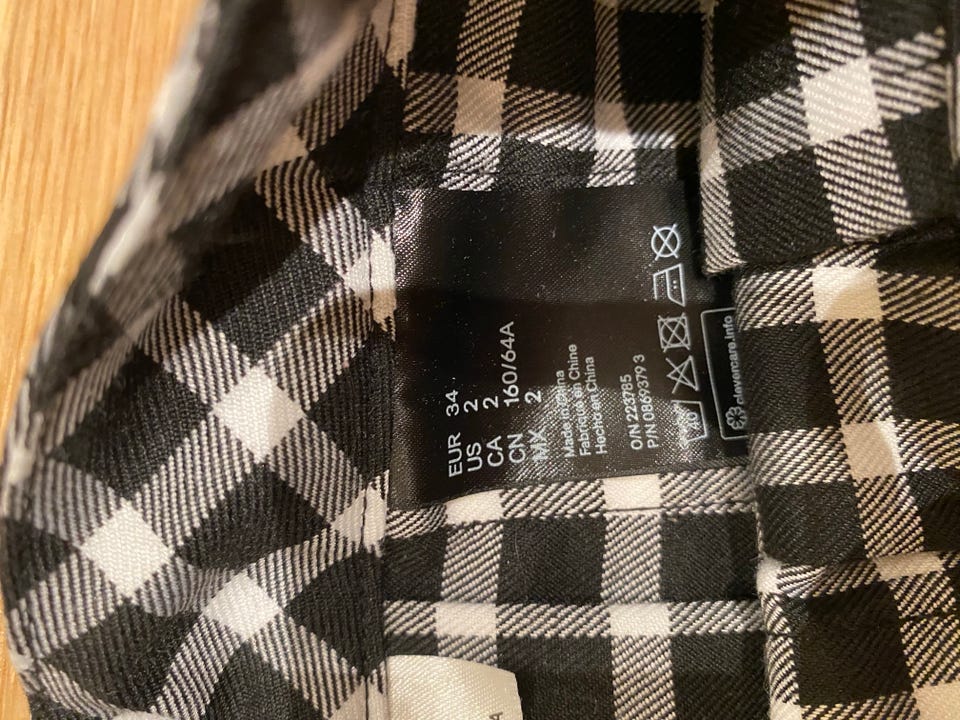 EUR 34
US 2
CA 2
CN 160/64A
MX 2
Made in China
Fabriqué en Chine
Hecho en China
O/N 223785
P/N 0869379 3
40
clevercare.info
A